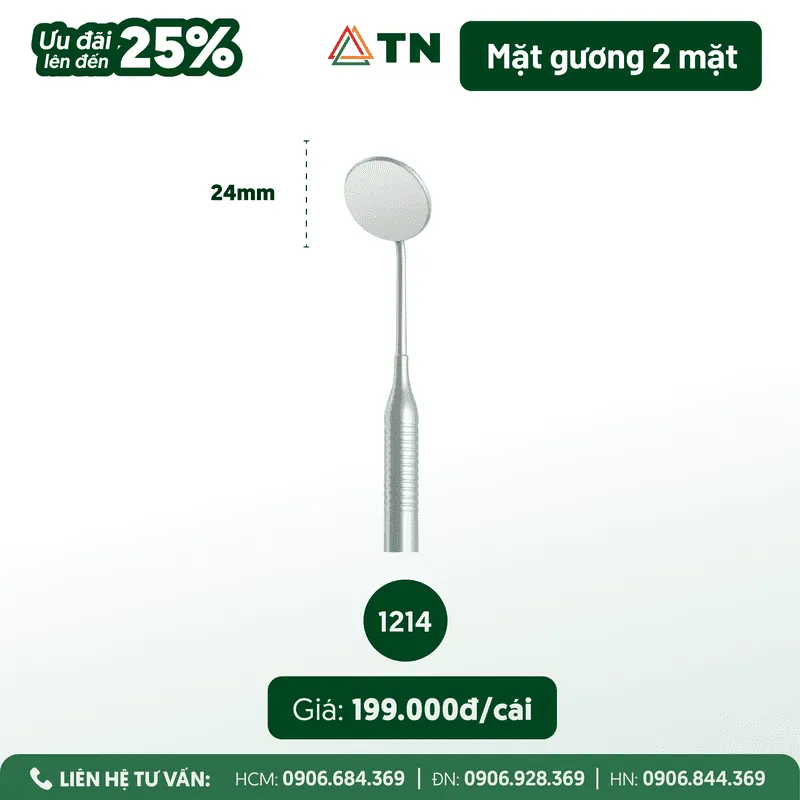 Ưu đãi
lên đến
25%
TN
Mặt gương 2 mặt
24mm
1214
Giá: 199.000đ/cái
LIÊN HỆ TƯ VẤN: HCM: 0906.684.369 | ĐN: 0906.928.369 | HN: 0906.844.369